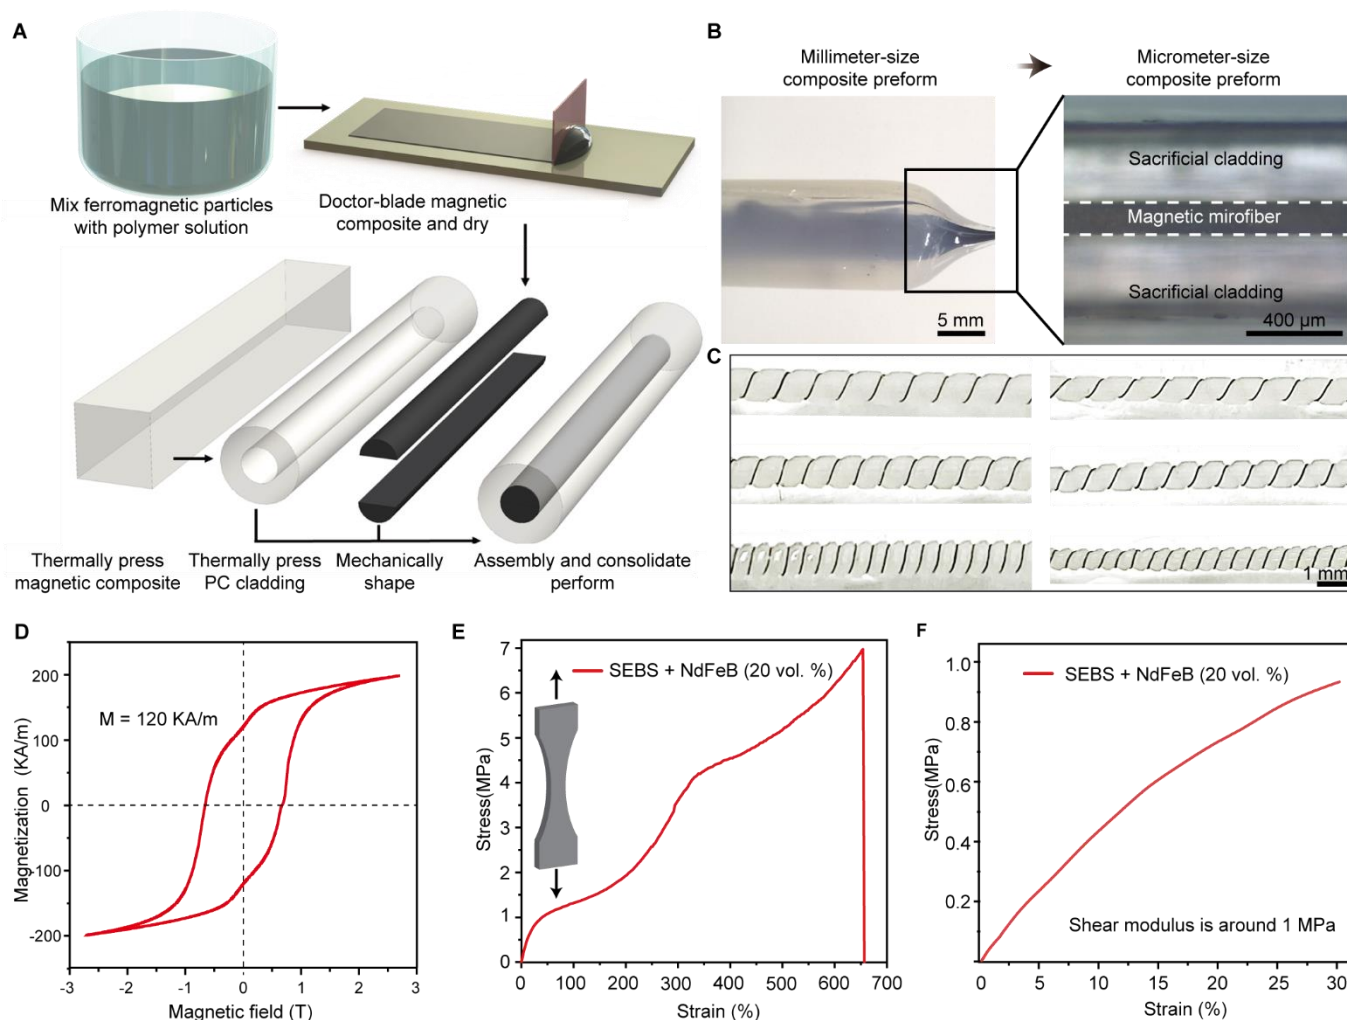 A
Mix ferromagnetic particles
with polymer solution
Doctor-blade magnetic
composite and dry
Thermally press
magnetic composite
Thermally press
PC cladding
Mechanically
shape
Assembly and consolidate
perform
B
Millimeter-size
composite preform
Micrometer-size
composite preform
5 mm
Sacrificial cladding
Magnetic mirofiber
Sacrificial cladding
400 μm
C
1 mm
D
Magnetization (KA/m)
200
100
0
-100
-200
M = 120 KA/m
-3
-2
-1
0
1
2
3
Magnetic field (T)
E
Stress(MPa)
7
6
5
4
3
2
1
0
SEBS + NdFeB (20 vol. %)
0
100
200
300
400
500
600
700
Strain (%)
F
Stress(MPa)
1.0
0.8
0.6
0.4
0.2
SEBS + NdFeB (20 vol. %)
Shear modulus is around 1 MPa
0
5
10
15
20
25
30
Strain (%)